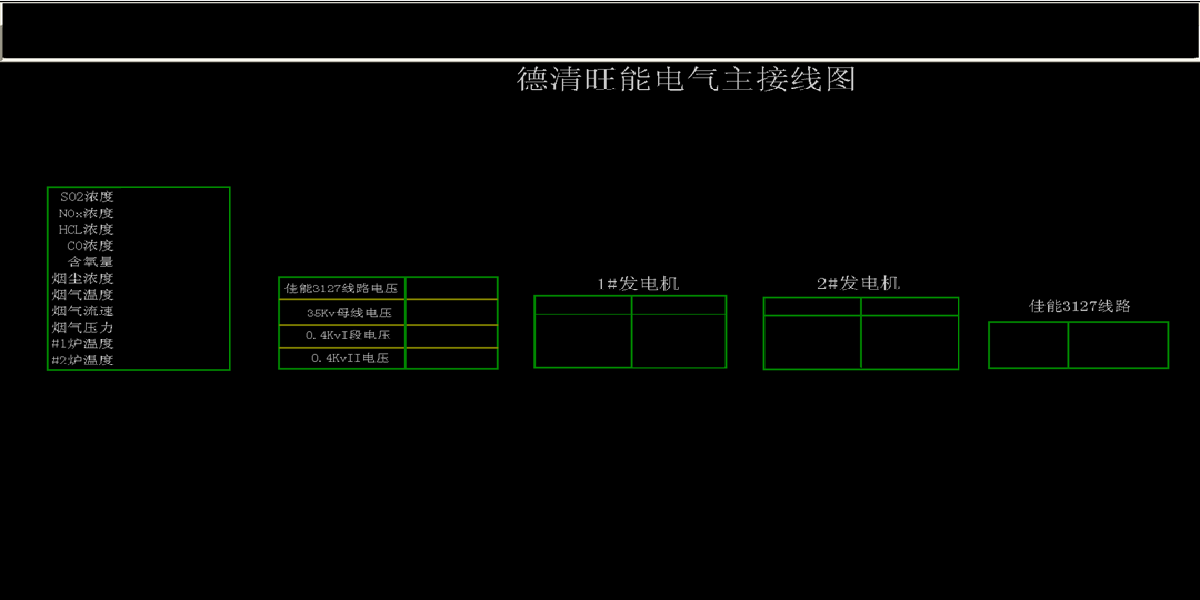 德清旺能电气主接线图
SO2浓度
NOx浓度
HCL浓度
CO浓度
含氧量
烟尘浓度
烟气温度
烟气流速
烟气压力
#1炉温度
#2炉温度
佳能3127线路电压
35Kv母线电压
0.4KvI段电压
0.4KvII电压
1#发电机
2#发电机
佳能3127线路